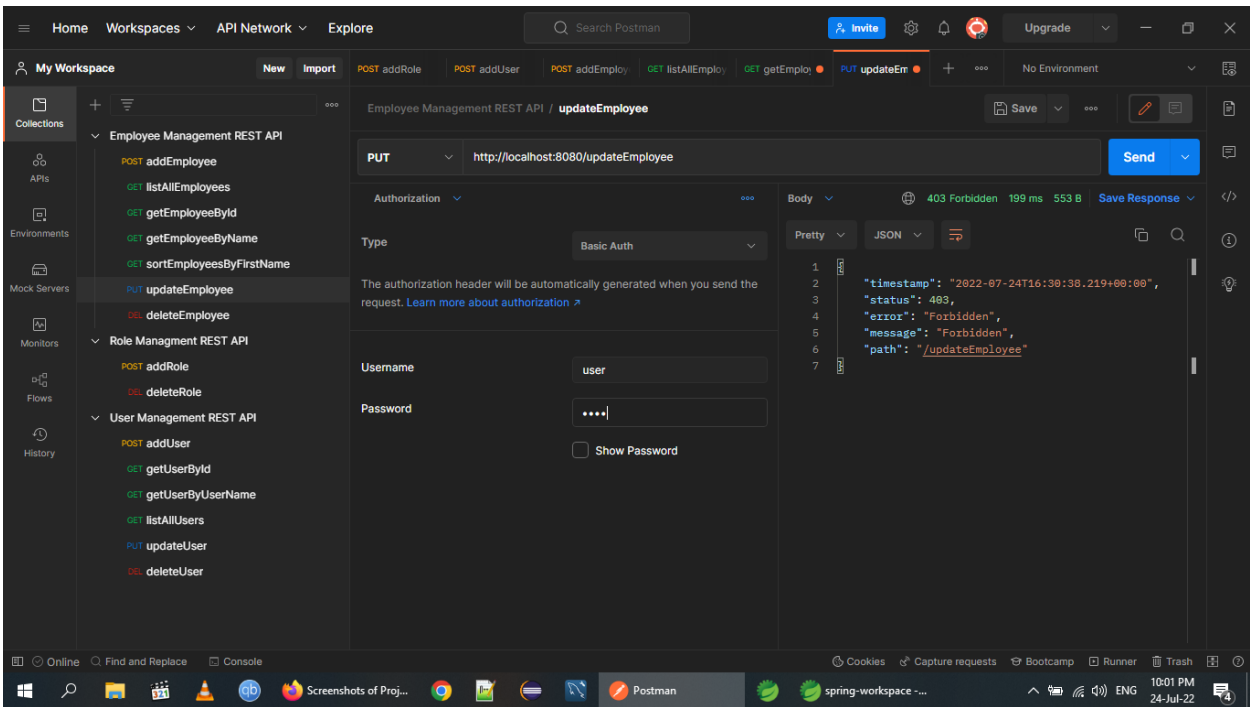 Home Workspaces API Network Explore Search Postman Invite Upgrade
My Workspace New Import POST addRole POST addUser POST addEmploy GET listAllEmploy GET getEmploy PUT updateEm No Environment
Collections
APIs
Environments
Mock Servers
Monitors
Flows
History
Employee Management REST API
POST addEmployee
GET listAllEmployees
GET getEmployeeById
GET getEmployeeByName
GET sortEmployeesByFirstName
PUT updateEmployee
DEL deleteEmployee
Role Managment REST API
POST addRole
DEL deleteRole
User Management REST API
POST addUser
GET getUserById
GET getUserByUserName
GET listAllUsers
PUT updateUser
DEL deleteUser
Employee Management REST API / updateEmployee Save
PUT http://localhost:8080/updateEmployee Send
Authorization
Type Basic Auth
The authorization header will be automatically generated when you send the
request. Learn more about authorization
Username user
Password ••••
Show Password
Body 403 Forbidden 199 ms 553 B Save Response
Pretty JSON
1 {
2 "timestamp": "2022-07-24T16:30:38.219+00:00",
3 "status": 403,
4 "error": "Forbidden",
5 "message": "Forbidden",
6 "path": "/updateEmployee"
7 }
Online Find and Replace Console Cookies Capture requests Bootcamp Runner Trash
321 qb Screenshots of Proj... Postman spring-workspace -... ENG 10:01 PM
24-Jul-22 4